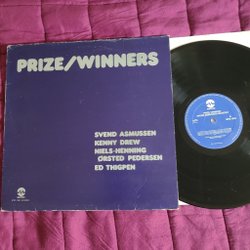 PRIZE/WINNERS
SVEND ASMUSSEN
KENNY DREW
NIELS-HENNING
ØRSTED PEDERSEN
ED THIGPEN